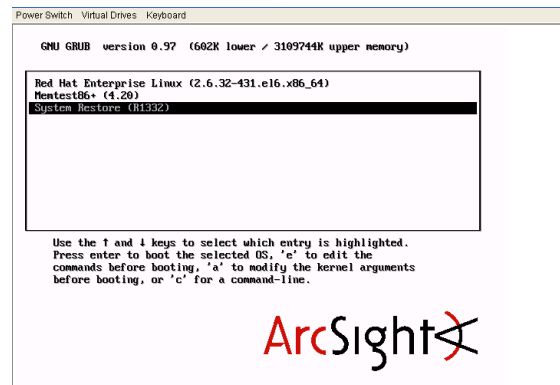 Power Switch Virtual Drives Keyboard
GNU GRUB version 0.97 (602K lower / 3109744K upper memory)
Red Hat Enterprise Linux (2.6.32-431.el6.x86_64)
Memtest86+ (4.20)
System Restore (R1332)
Use the ↑ and ↓ keys to select which entry is highlighted.
Press enter to boot the selected OS, 'e' to edit the
commands before booting, 'a' to modify the kernel arguments
before booting, or 'c' for a command-line.
ArcSight